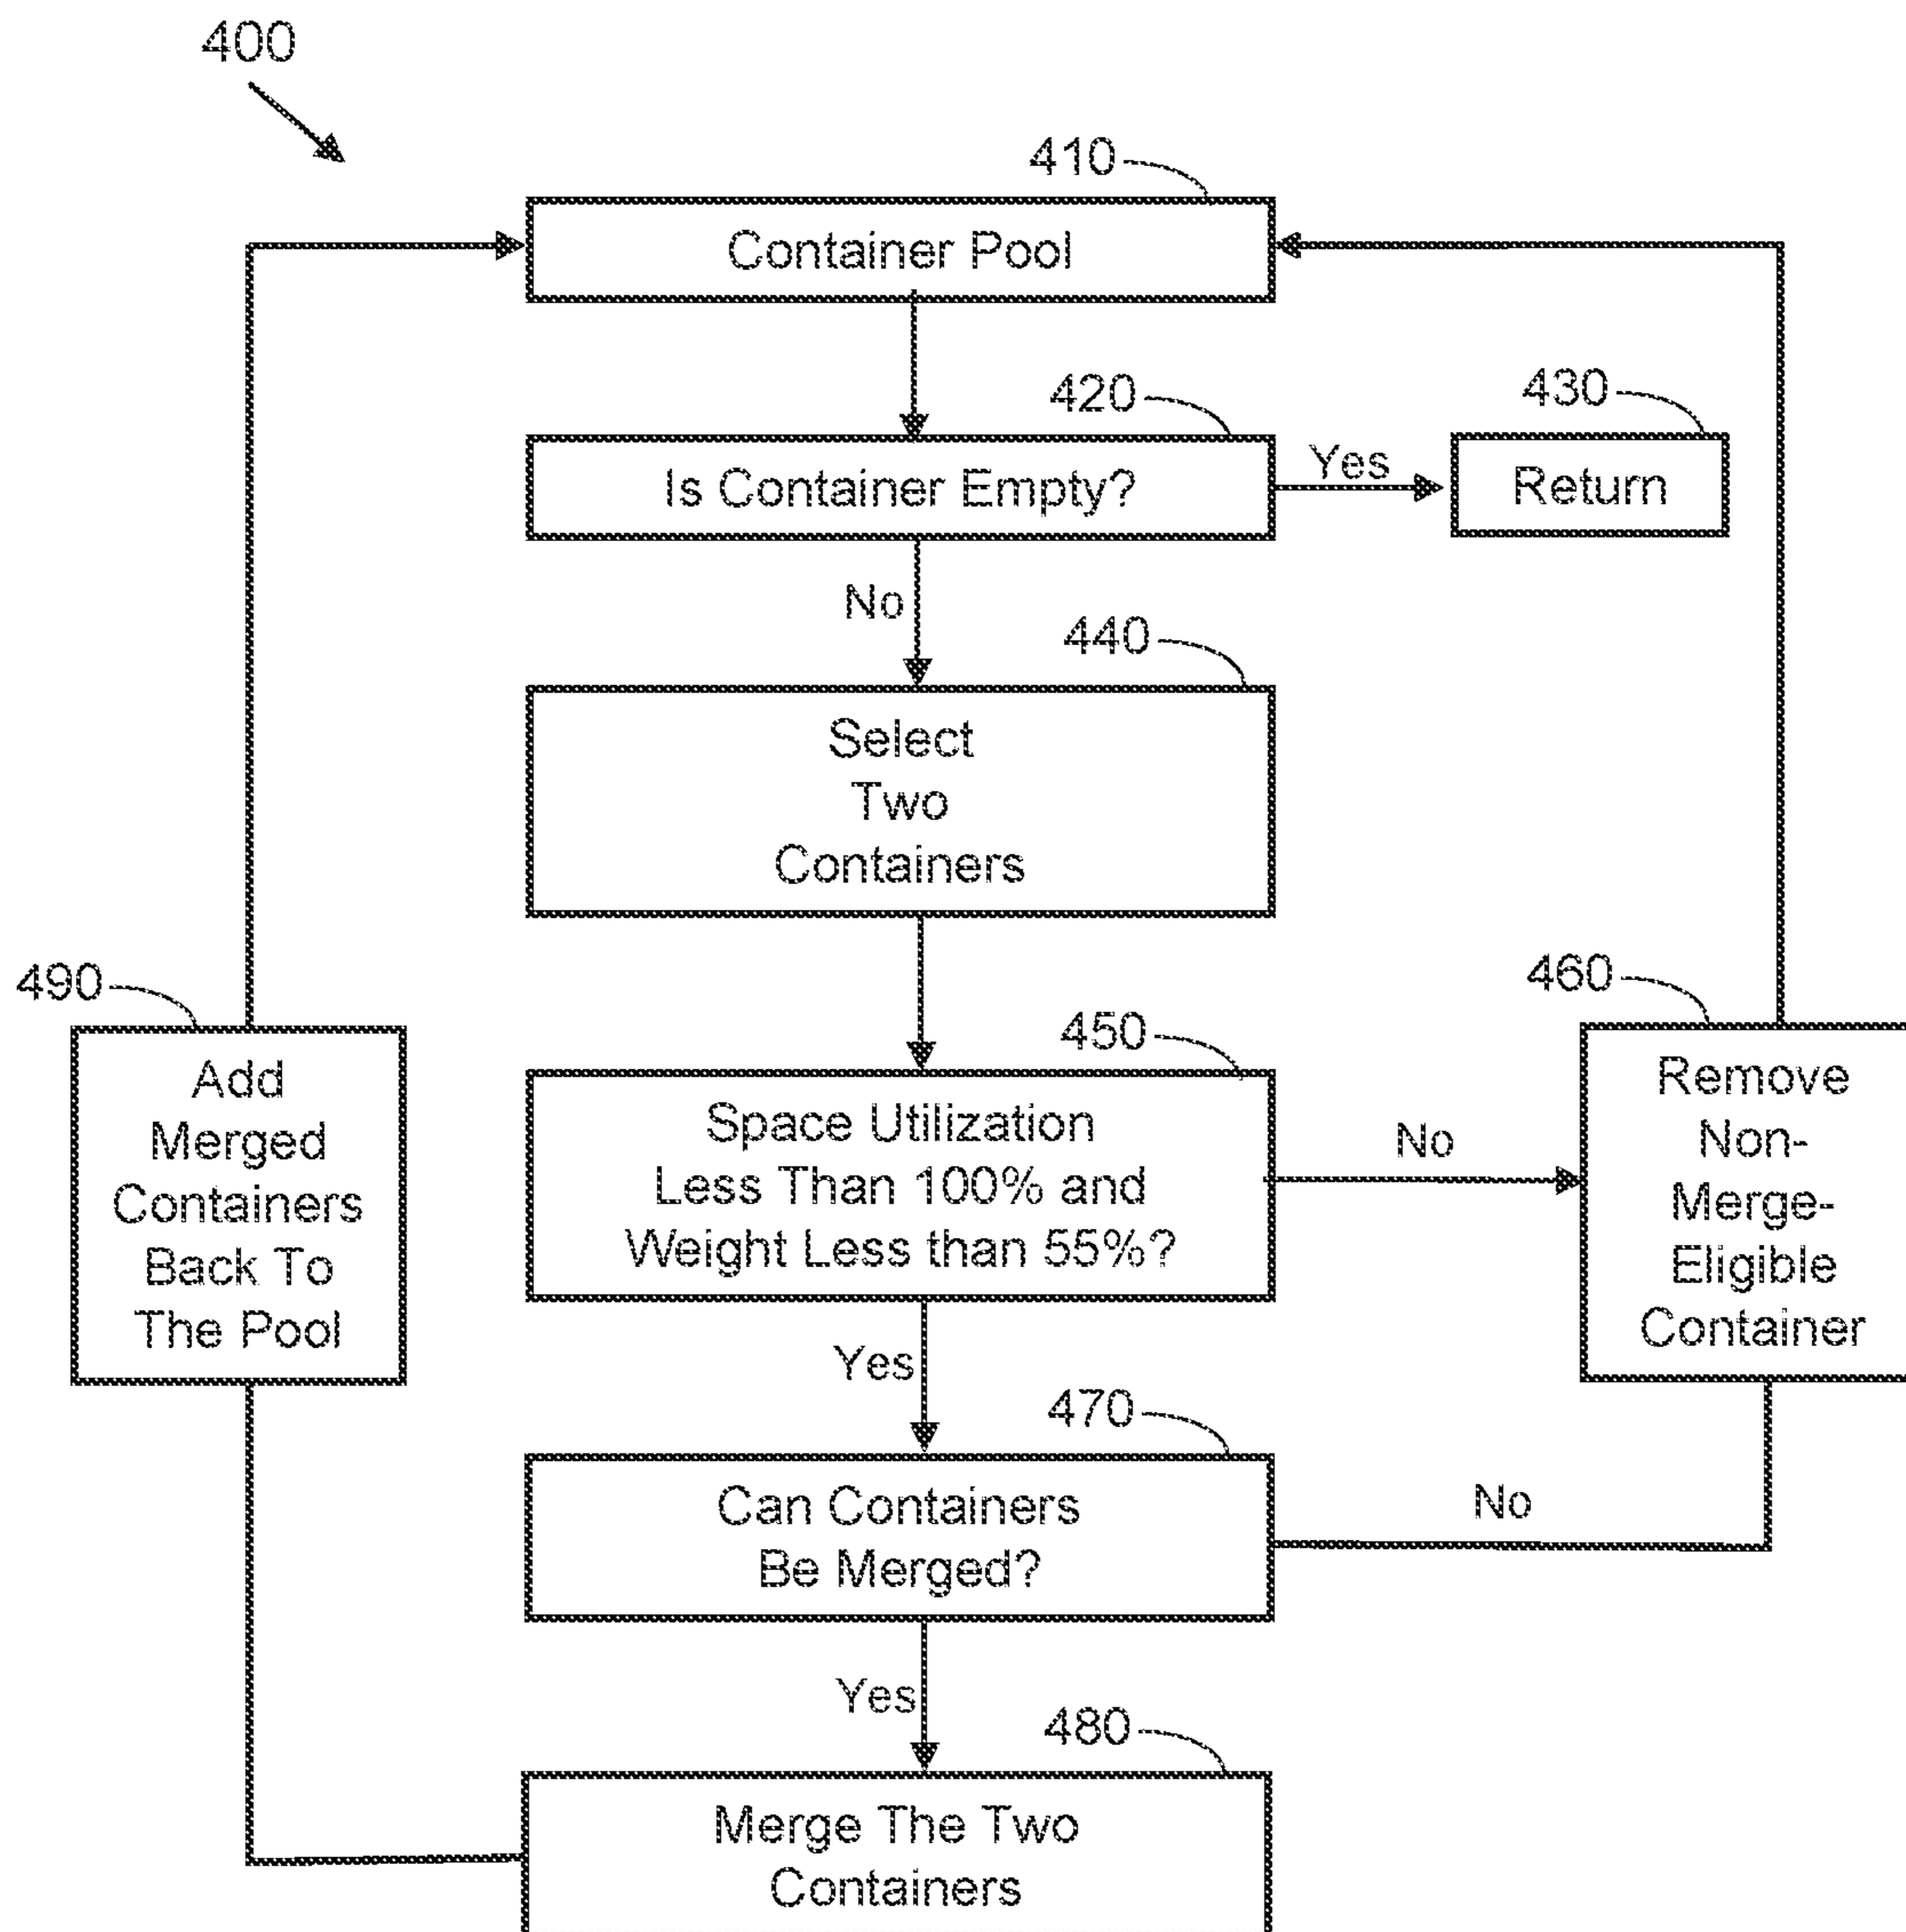 400
410
Container Pool
420
430
Is Container Empty?
Yes
Return
No
440
Select
Two
Containers
490
460
450
Add
Merged
Containers
Back To
The Pool
Space Utilization
Less Than 100% and
Weight Less than 55%?
No
Remove
Non-
Merge-
Eligible
Container
Yes
470
Can Containers
Be Merged?
No
Yes
480
Merge The Two
Containers